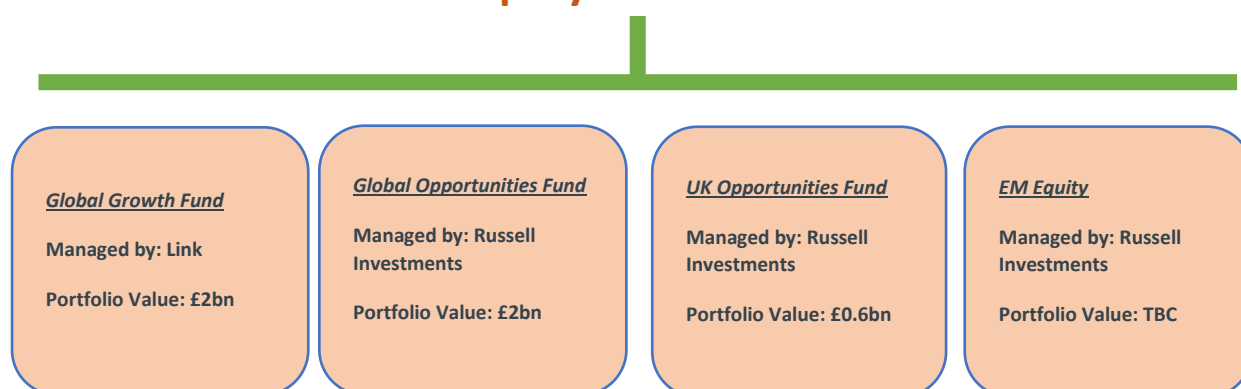 Global Growth Fund
Managed by: Link
Portfolio Value: £2bn
Global Opportunities Fund
Managed by: Russell
Investments
Portfolio Value: £2bn
UK Opportunities Fund
Managed by: Russell
Investments
Portfolio Value: £0.6bn
EM Equity
Managed by: Russell
Investments
Portfolio Value: TBC